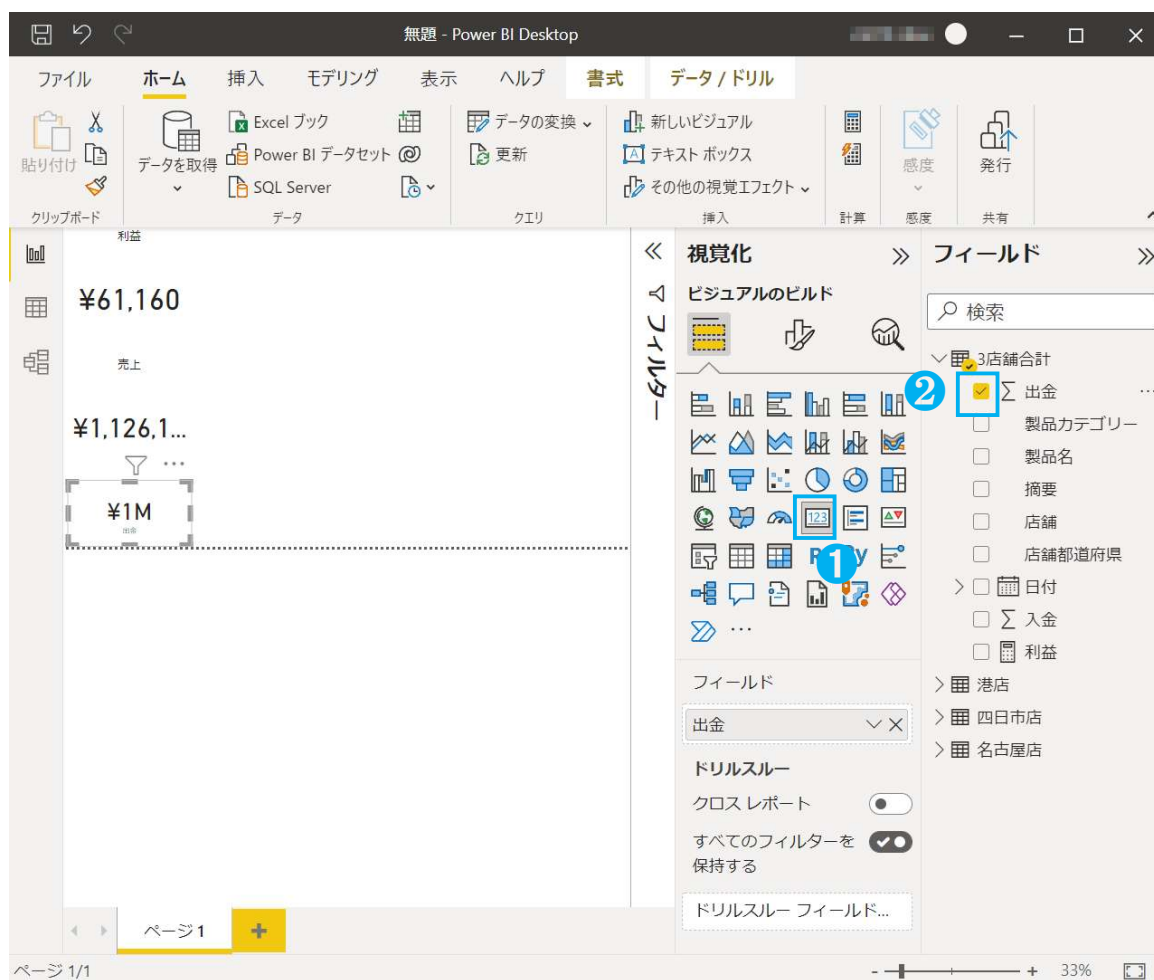 無題 - Power BI Desktop
ファイル ホーム 挿入 モデリング 表示 ヘルプ 書式 データ / ドリル
貼り付け
データを取得
Excel ブック
Power BI データセット
SQL Server
データの変換
更新
新しいビジュアル
テキスト ボックス
その他の視覚エフェクト
感度
発行
クリップボード データ クエリ 挿入 計算 感度 共有
利益
¥61,160
売上
¥1,126,1...
¥1M
出金
フィルター
視覚化
ビジュアルのビルド
123
1
R Py
フィールド
出金
ドリルスルー
クロス レポート
すべてのフィルターを
保持する
ドリルスルー フィールド...
フィールド
検索
3店舗合計
2
出金
製品カテゴリー
製品名
摘要
店舗
店舗都道府県
日付
入金
利益
港店
四日市店
名古屋店
ページ 1
ページ 1/1
- + 33%